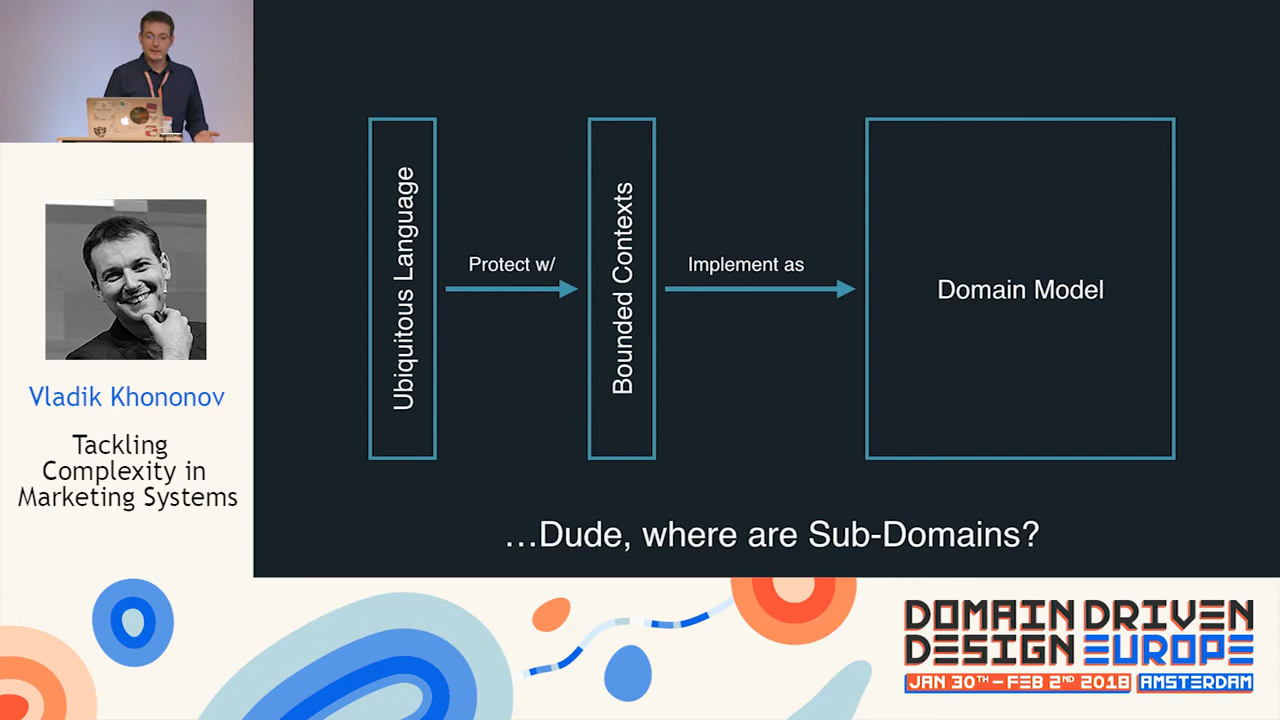 Ubiquitous Language
Protect w/
Bounded Contexts
Implement as
Domain Model
…Dude, where are Sub-Domains?
Vladik Khononov
Tackling
Complexity in
Marketing Systems
DOMAIN DRIVEN
DESIGN EUROPE
JAN 30TH – FEB 2ND 2018 AMSTERDAM